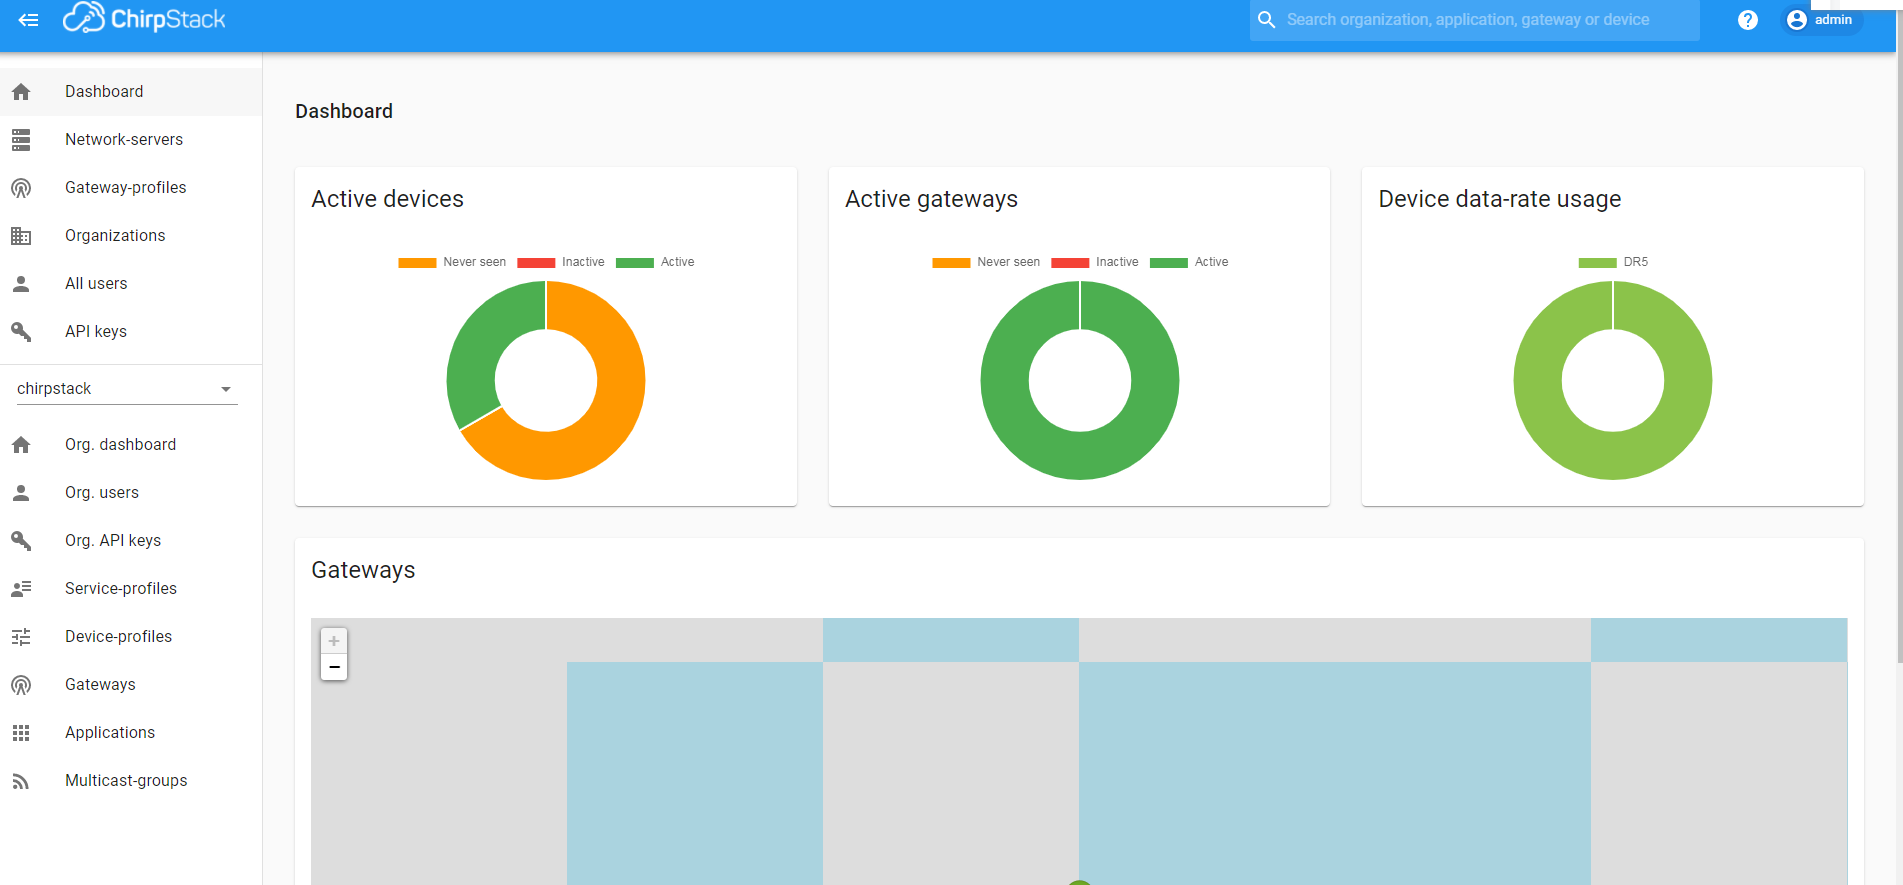 ChirpStack
Search organization, application, gateway or device
?
admin
Dashboard
Network-servers
Gateway-profiles
Organizations
All users
API keys
chirpstack
Org. dashboard
Org. users
Org. API keys
Service-profiles
Device-profiles
Gateways
Applications
Multicast-groups
Dashboard
Active devices
Never seen Inactive Active
Active gateways
Never seen Inactive Active
Device data-rate usage
DR5
Gateways
+
−